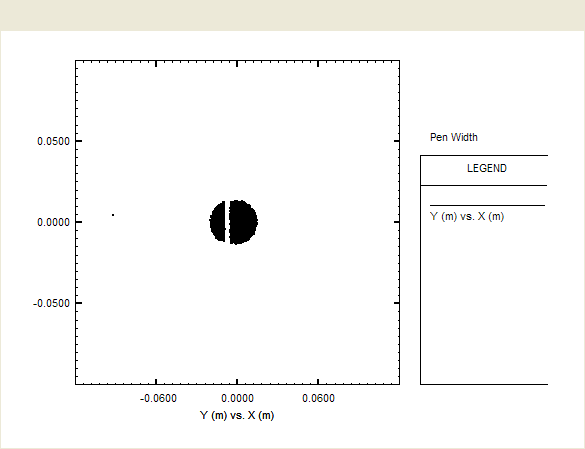 Pen Width
LEGEND
Y (m) vs. X (m)
0.0500
0.0000
-0.0500
-0.0600 0.0000 0.0600
Y (m) vs. X (m)